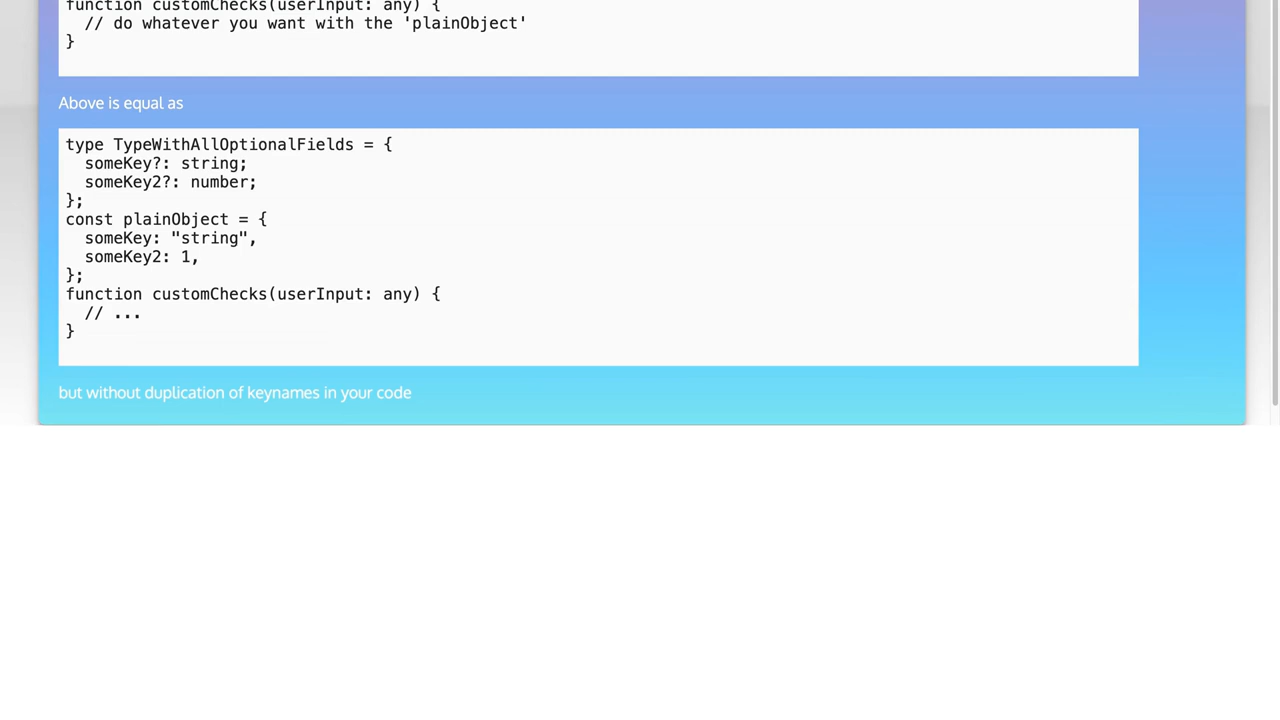 function customChecks(userInput: any) {
  // do whatever you want with the 'plainObject'
}
Above is equal as
type TypeWithAllOptionalFields = {
  someKey?: string;
  someKey2?: number;
};
const plainObject = {
  someKey: "string",
  someKey2: 1,
};
function customChecks(userInput: any) {
  // ...
}
but without duplication of keynames in your code